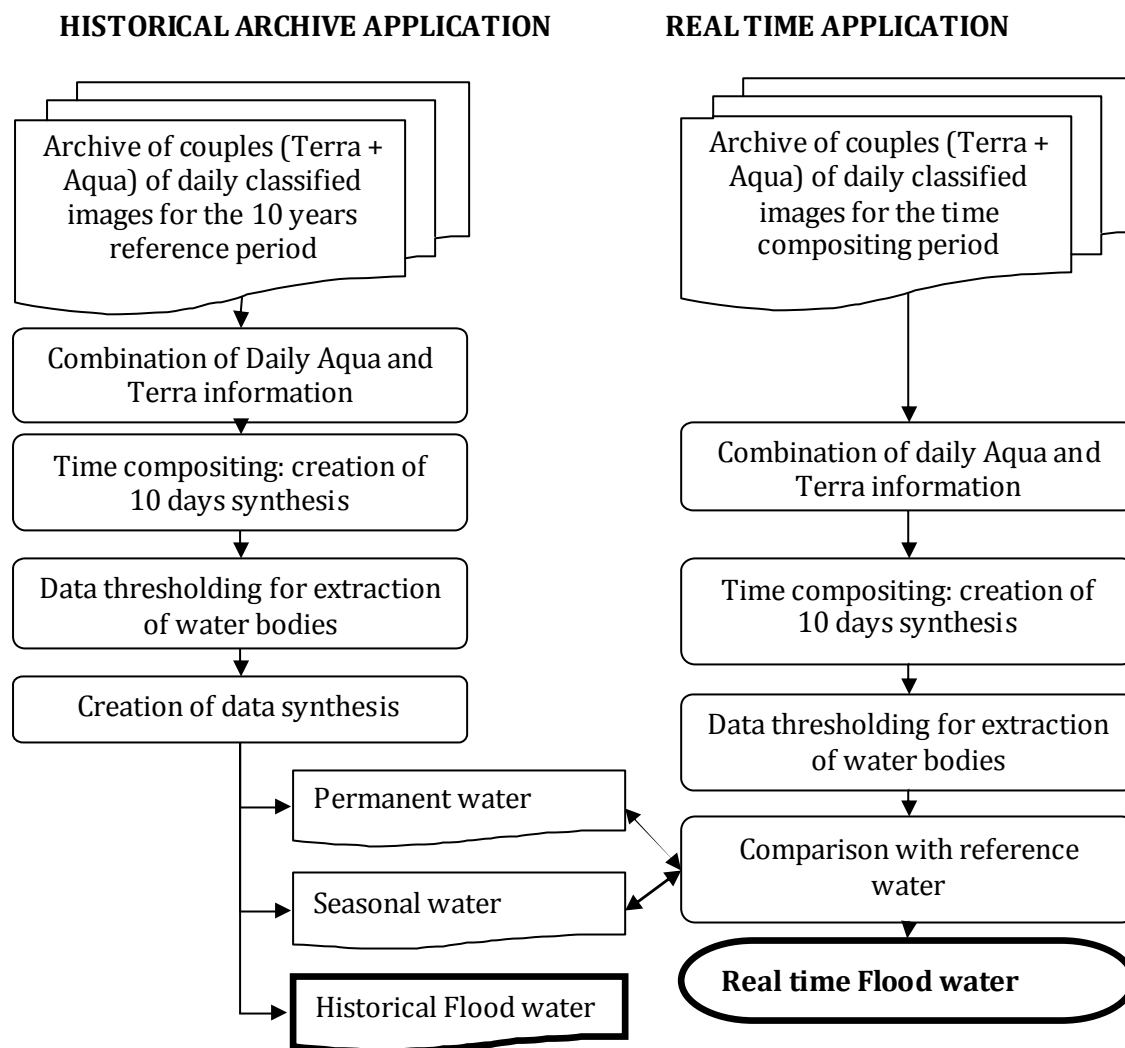 HISTORICAL ARCHIVE APPLICATION
Archive of couples (Terra +
Aqua) of daily classified
images for the 10 years
reference period
Combination of Daily Aqua and
Terra information
Time compositing: creation of
10 days synthesis
Data thresholding for extraction
of water bodies
Creation of data synthesis
Permanent water
Seasonal water
Historical Flood water
REAL TIME APPLICATION
Archive of couples (Terra +
Aqua) of daily classified
images for the time
compositing period
Combination of daily Aqua and
Terra information
Time compositing: creation of
10 days synthesis
Data thresholding for extraction
of water bodies
Comparison with reference
water
Real time Flood water